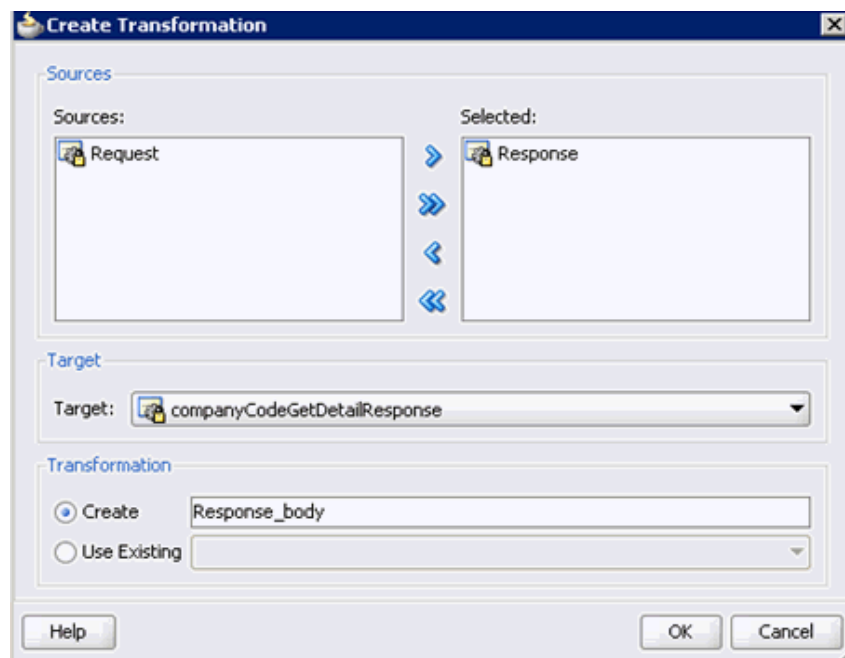 Create Transformation
Sources
Sources:
Selected:
Request
Response
Target
Target: companyCodeGetDetailResponse
Transformation
Create Response_body
Use Existing
Help OK Cancel